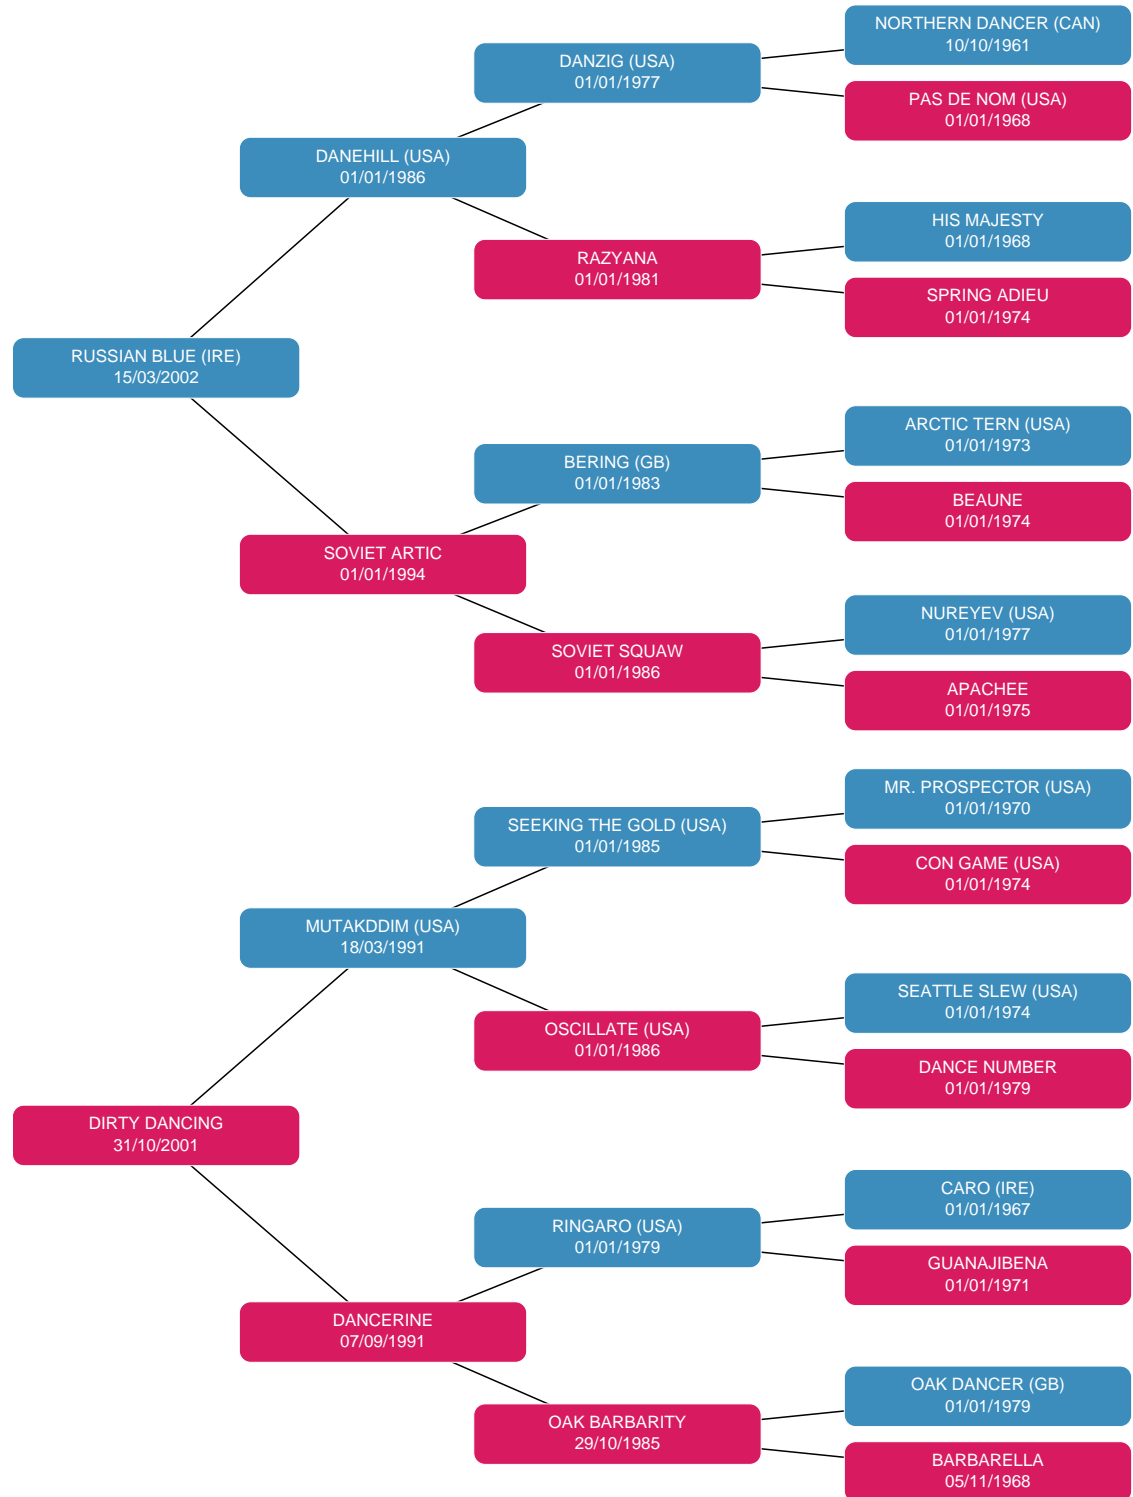 NORTHERN DANCER (CAN)
10/10/1961
DANZIG (USA)
01/01/1977
PAS DE NOM (USA)
01/01/1968
DANEHILL (USA)
01/01/1986
HIS MAJESTY
01/01/1968
RAZYANA
01/01/1981
SPRING ADIEU
01/01/1974
RUSSIAN BLUE (IRE)
15/03/2002
ARCTIC TERN (USA)
01/01/1973
BERING (GB)
01/01/1983
BEAUNE
01/01/1974
SOVIET ARTIC
01/01/1994
NUREYEV (USA)
01/01/1977
SOVIET SQUAW
01/01/1986
APACHEE
01/01/1975
MR. PROSPECTOR (USA)
01/01/1970
SEEKING THE GOLD (USA)
01/01/1985
CON GAME (USA)
01/01/1974
MUTAKDDIM (USA)
18/03/1991
SEATTLE SLEW (USA)
01/01/1974
OSCILLATE (USA)
01/01/1986
DANCE NUMBER
01/01/1979
DIRTY DANCING
31/10/2001
CARO (IRE)
01/01/1967
RINGARO (USA)
01/01/1979
GUANAJIBENA
01/01/1971
DANCERINE
07/09/1991
OAK DANCER (GB)
01/01/1979
OAK BARBARITY
29/10/1985
BARBARELLA
05/11/1968